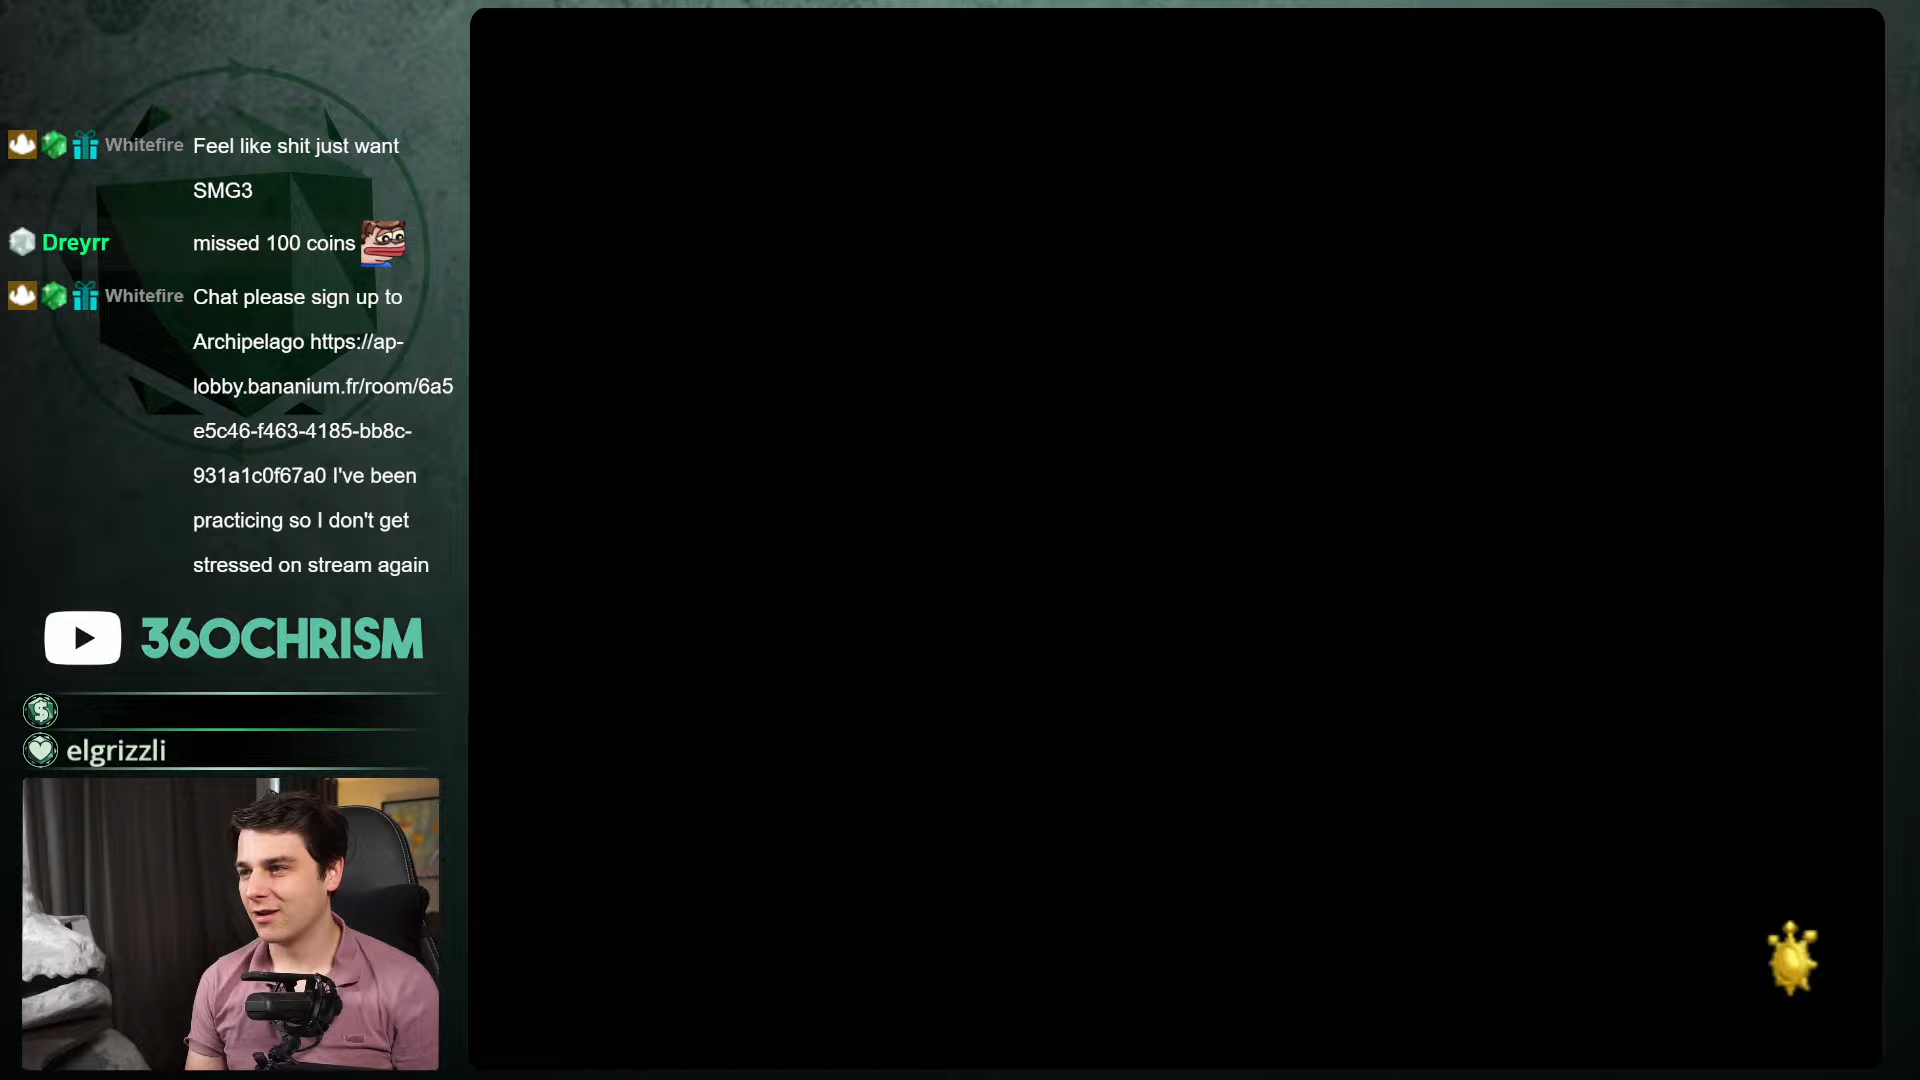 Whitefire Feel like shit just want
SMG3
Dreyrr missed 100 coins
Whitefire Chat please sign up to
Archipelago https://ap-
lobby.bananium.fr/room/6a5
e5c46-f463-4185-bb8c-
931a1c0f67a0 I've been
practicing so I don't get
stressed on stream again
360CHRISM
$
elgrizzli